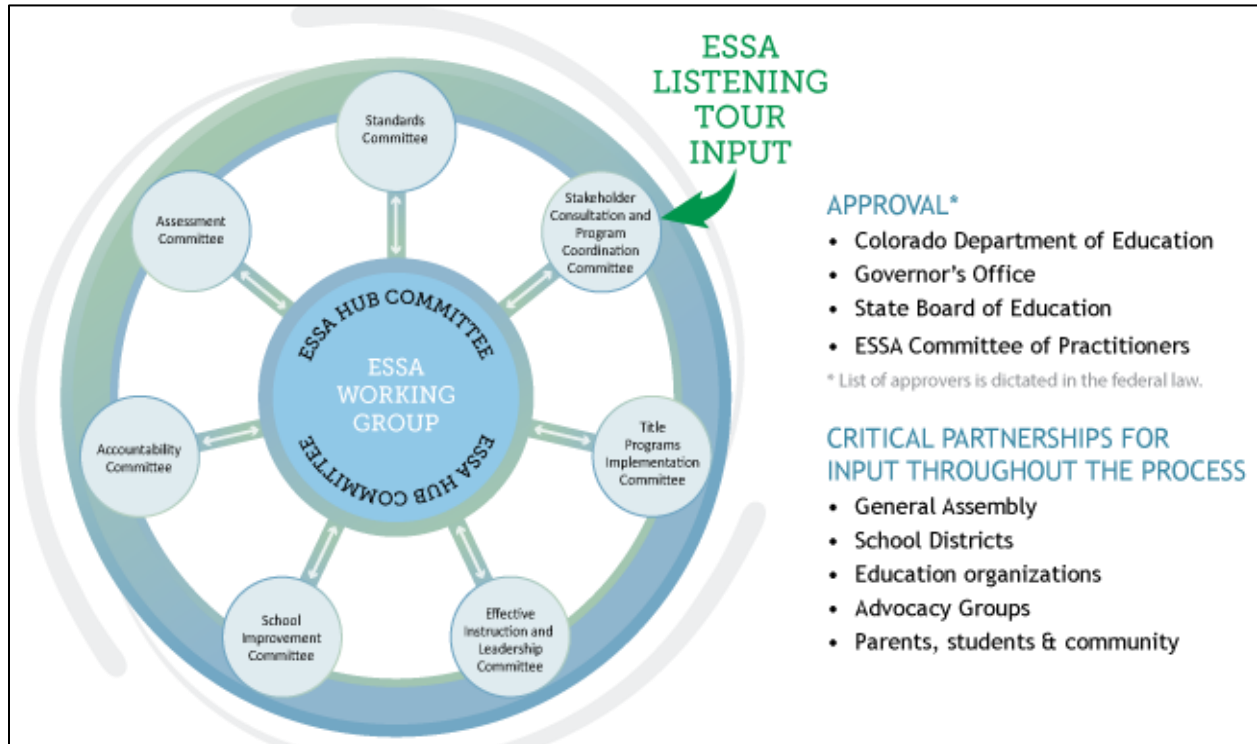 ESSA
LISTENING
TOUR
INPUT
Standards
Committee
Stakeholder
Consultation and
Program
Coordination
Committee
Assessment
Committee
ESSA HUB COMMITTEE
ESSA
WORKING
GROUP
ESSA HUB COMMITTEE
Accountability
Committee
Title
Programs
Implementation
Committee
School
Improvement
Committee
Effective
Instruction and
Leadership
Committee
APPROVAL*
• Colorado Department of Education
• Governor's Office
• State Board of Education
• ESSA Committee of Practitioners
* List of approvers is dictated in the federal law.
CRITICAL PARTNERSHIPS FOR
INPUT THROUGHOUT THE PROCESS
• General Assembly
• School Districts
• Education organizations
• Advocacy Groups
• Parents, students & community